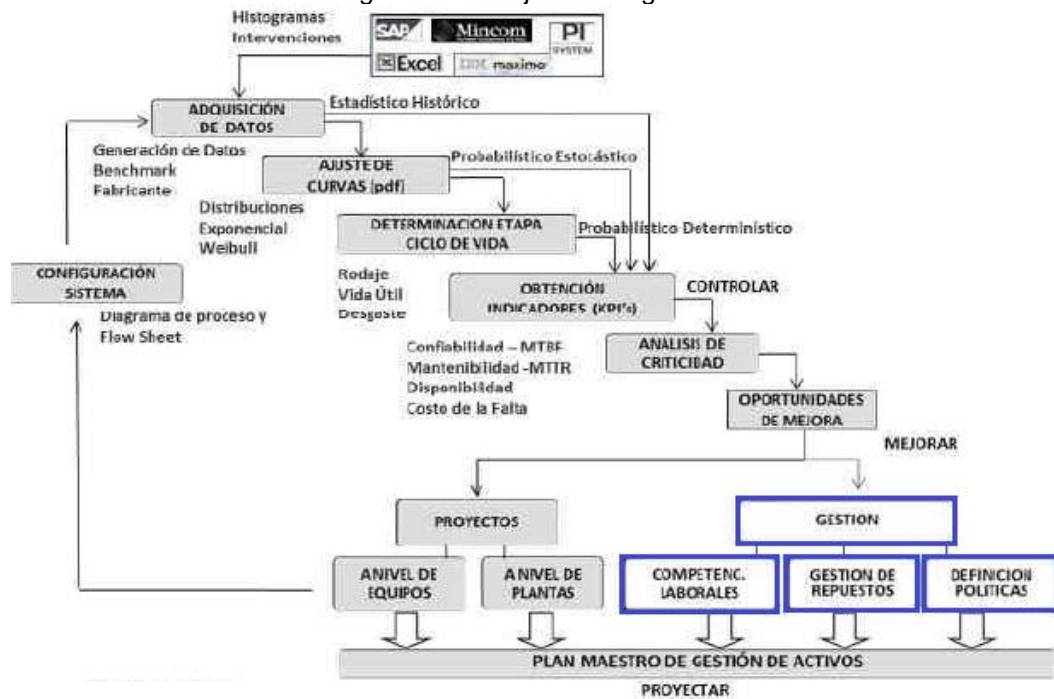 Histogramas
Intervenciones
SAP Mincom PI
SYSTEM
Excel IBM maximo
ADQUISICIÓN
DE DATOS
Estadístico Histórico
Generación de Datos
Benchmark
Fabricante
AJUSTE DE
CURVAS (pdf)
Probabilístico Estocástico
Distribuciones
Exponencial
Weibull
DETERMINACION ETAPA
CICLO DE VIDA
Probabilístico Determinístico
CONFIGURACIÓN
SISTEMA
Diagrama de proceso y
Flow Sheet
Rodaje
Vida Útil
Desgaste
OBTENCIÓN
INDICADORES (KPI's)
CONTROLAR
Confiabilidad – MTBF
Mantenibilidad -MTTR
Disponibilidad
Costo de la Falta
ANÁLISIS DE
CRITICIDAD
OPORTUNIDADES
DE MEJORA
MEJORAR
PROYECTOS
GESTION
A NIVEL DE
EQUIPOS
A NIVEL DE
PLANTAS
COMPETENC.
LABORALES
GESTION DE
REPUESTOS
DEFINICION
POLITICAS
PLAN MAESTRO DE GESTIÓN DE ACTIVOS
PROYECTAR